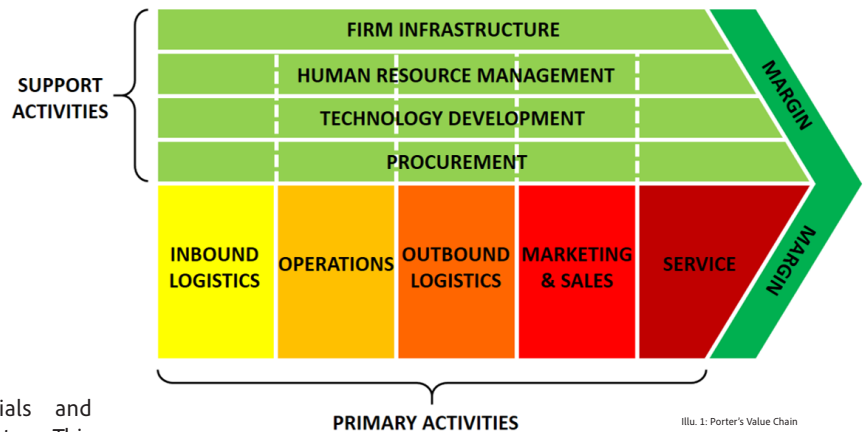 FIRM INFRASTRUCTURE
HUMAN RESOURCE MANAGEMENT
TECHNOLOGY DEVELOPMENT
PROCUREMENT
SUPPORT
ACTIVITIES
MARGIN
INBOUND
LOGISTICS
OPERATIONS
OUTBOUND
LOGISTICS
MARKETING
& SALES
SERVICE
MARGIN
and
PRIMARY ACTIVITIES
Illu. 1: Porter's Value Chain